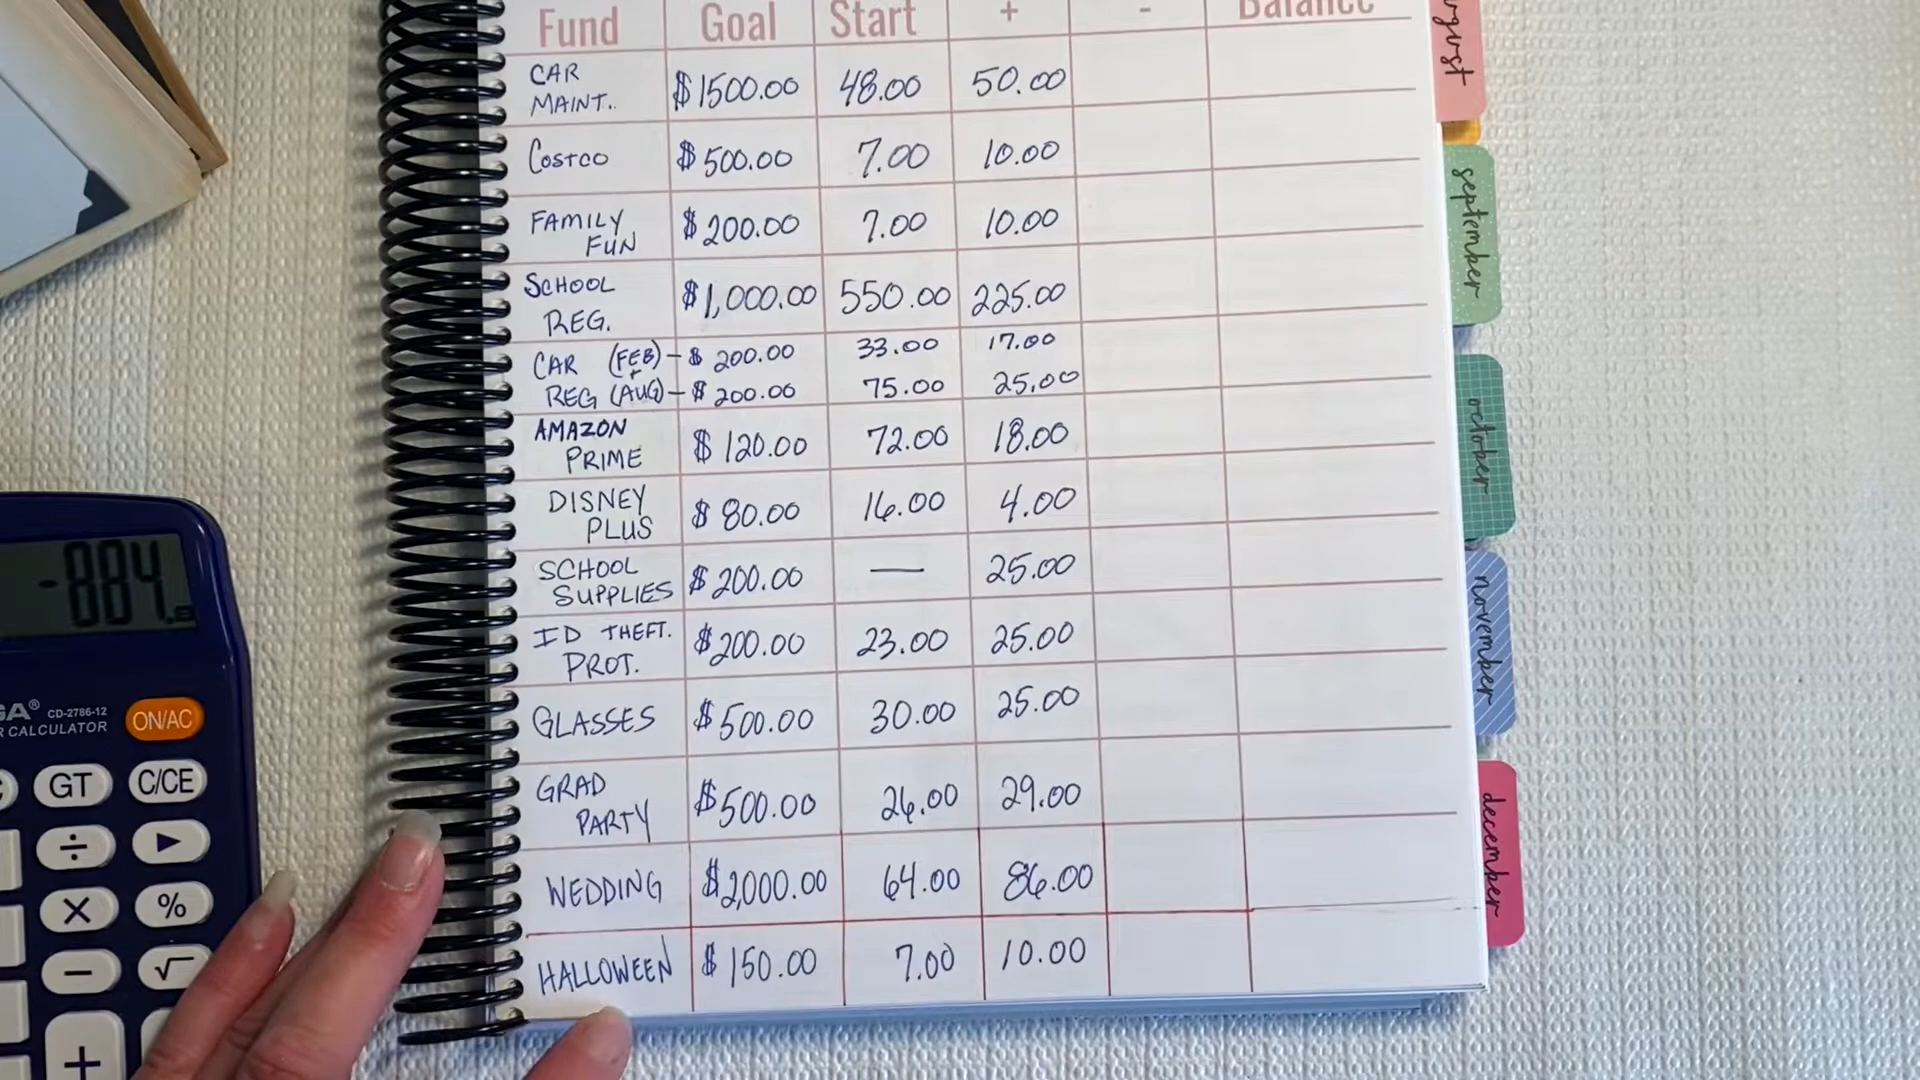 Fund Goal Start + - Balance
CAR
MAINT. $1500.00 48.00 50.00
COSTCO $500.00 7.00 10.00
FAMILY
FUN $200.00 7.00 10.00
SCHOOL
REG. $1,000.00 550.00 225.00
CAR (FEB) - $ 200.00 33.00 17.00
+
REG (AUG) - $ 200.00 75.00 25.00
AMAZON
PRIME $ 120.00 72.00 18.00
DISNEY
PLUS $ 80.00 16.00 4.00
SCHOOL
SUPPLIES $200.00 — 25.00
ID THEFT.
PROT. $200.00 23.00 25.00
GLASSES $500.00 30.00 25.00
GRAD
PARTY $500.00 26.00 29.00
WEDDING $2,000.00 64.00 86.00
HALLOWEEN $150.00 7.00 10.00
september
october
november
december
-884.
CD-2786-12
CALCULATOR
ON/AC
GT C/CE
÷ ▶
× %
− √
+